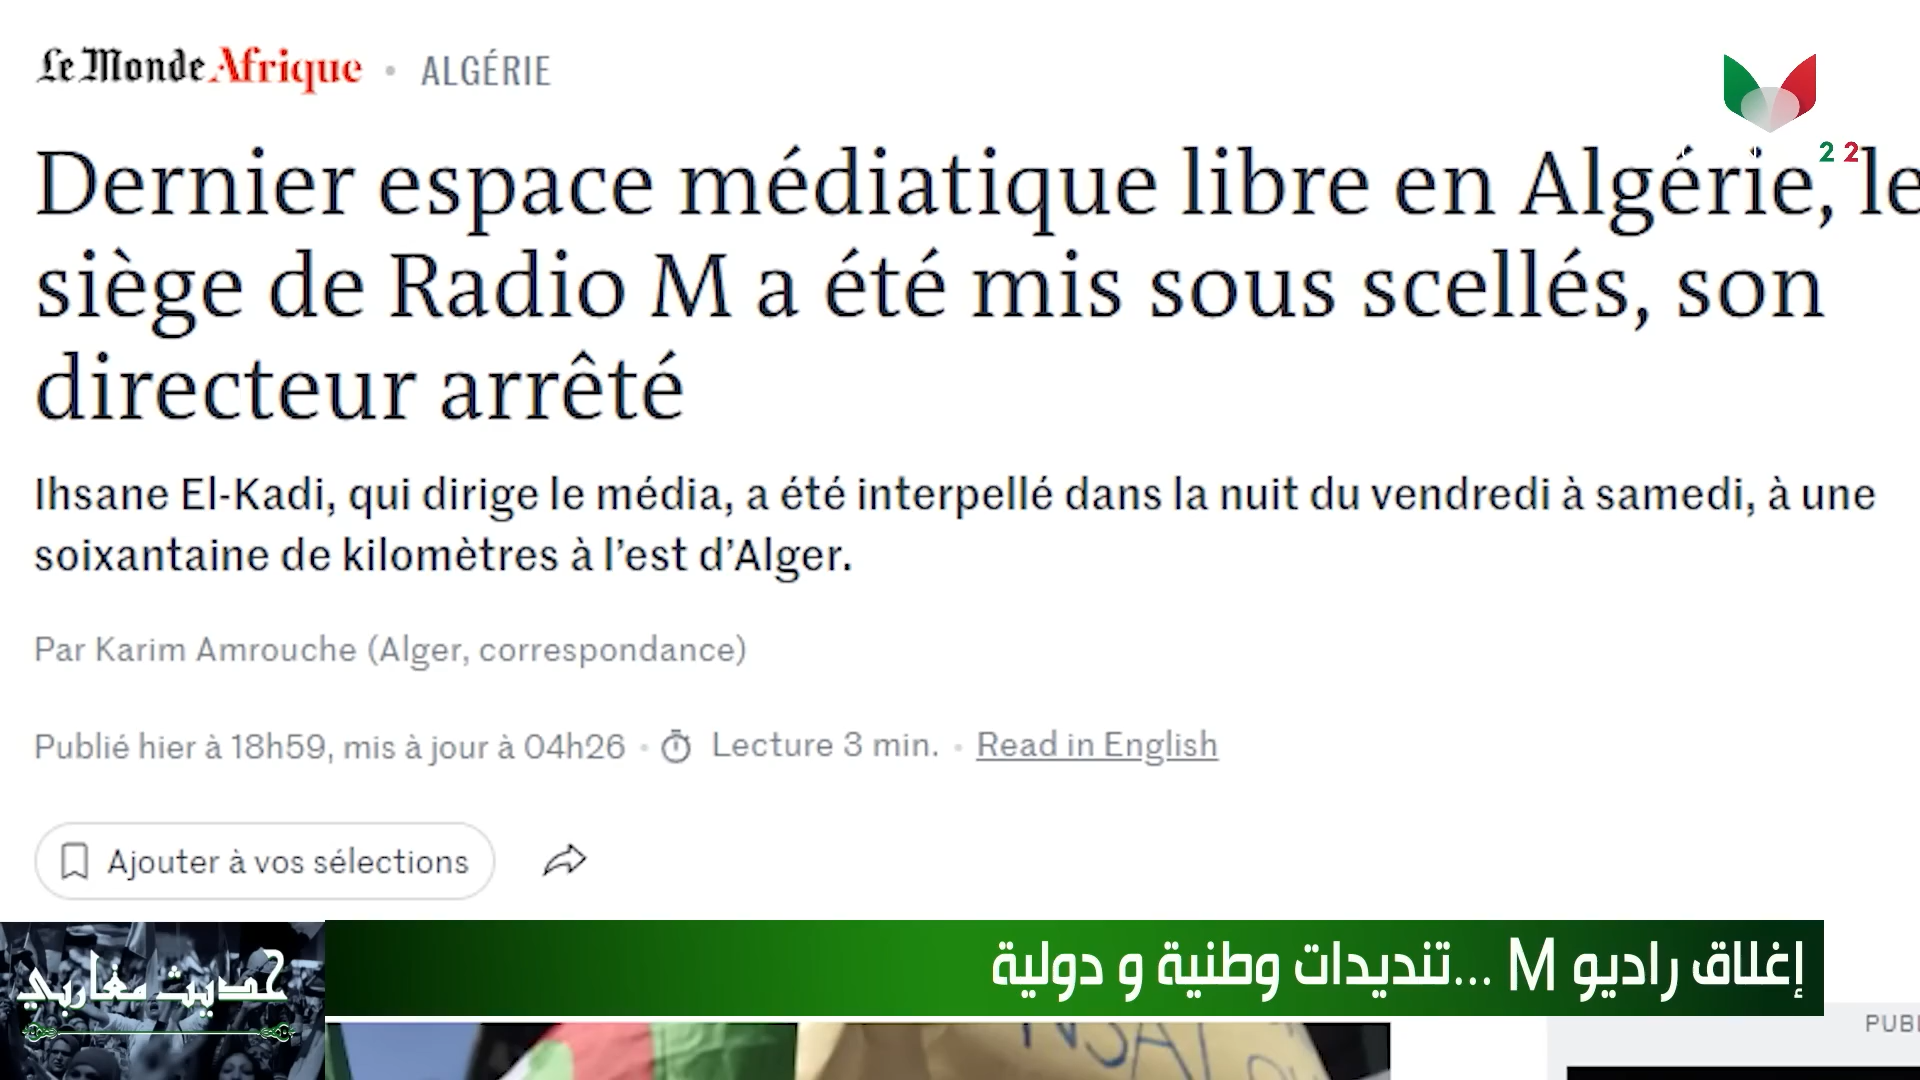 Le Monde Afrique • ALGÉRIE
22
Dernier espace médiatique libre en Algérie, le
siège de Radio M a été mis sous scellés, son
directeur arrêté
Ihsane El-Kadi, qui dirige le média, a été interpellé dans la nuit du vendredi à samedi, à une
soixantaine de kilomètres à l’est d’Alger.
Par Karim Amrouche (Alger, correspondance)
Publié hier à 18h59, mis à jour à 04h26 • Lecture 3 min. • Read in English
Ajouter à vos sélections
إغلاق راديو M ...تنديدات وطنية و دولية
حديث مغاربي